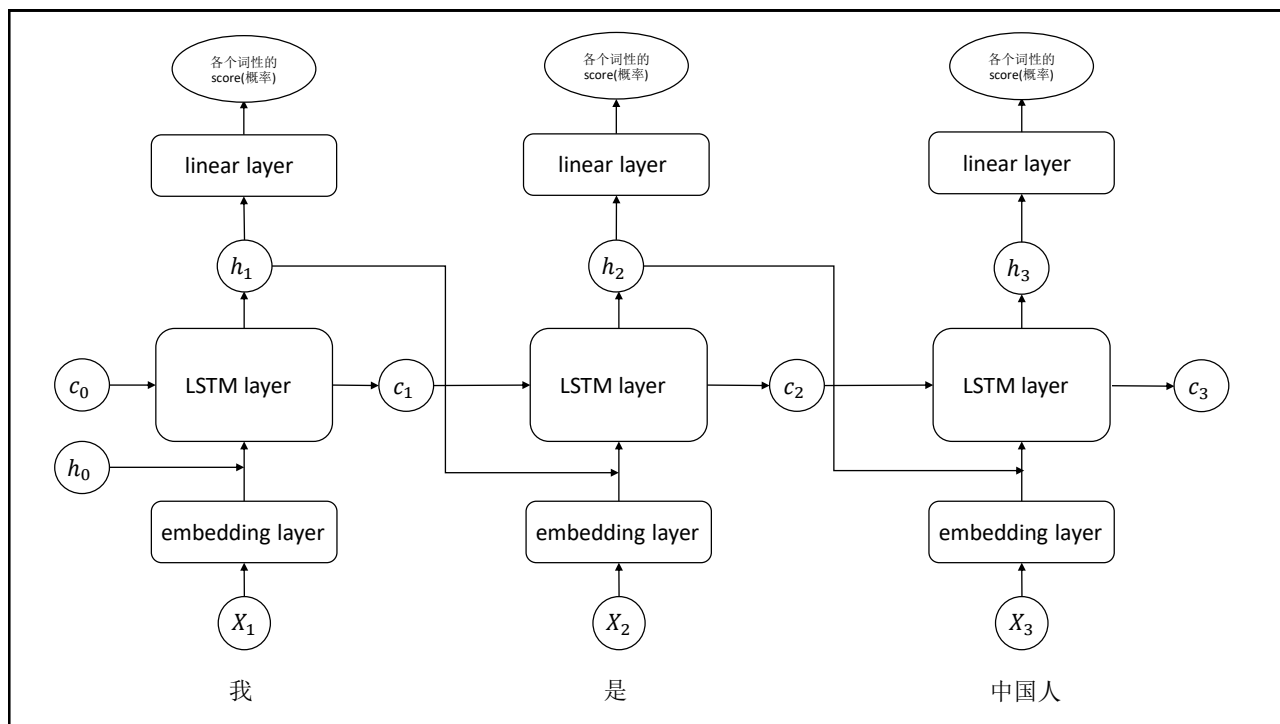 各个词性的
score(概率)
各个词性的
score(概率)
各个词性的
score(概率)
linear layer
linear layer
linear layer
h₁
h₂
h₃
c₀
LSTM layer
c₁
LSTM layer
c₂
LSTM layer
c₃
h₀
embedding layer
embedding layer
embedding layer
X₁
X₂
X₃
我
是
中国人